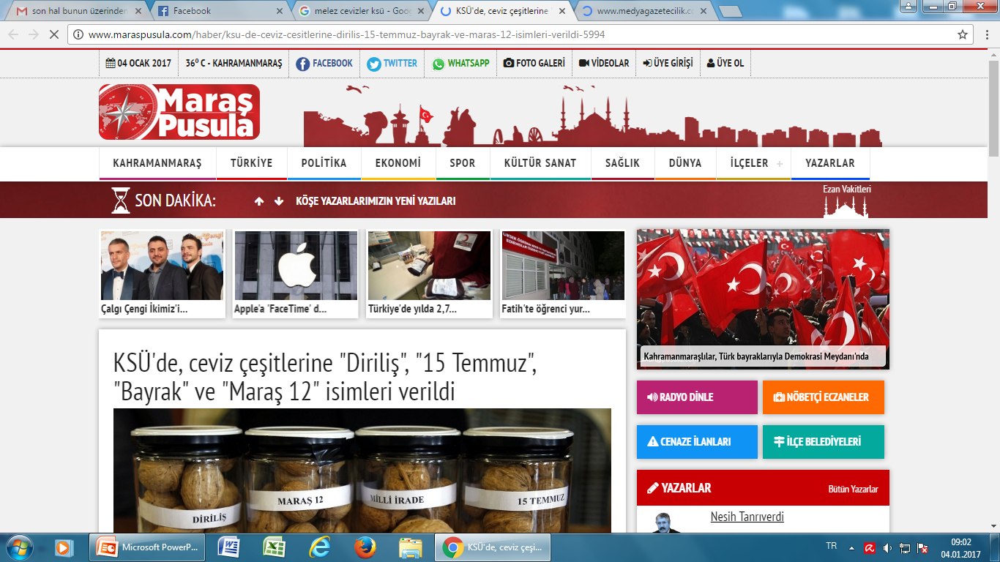 son hal bunun üzerinden
Facebook
melez cevizler ksü - Goo
KSÜ'de, ceviz çeşitlerine
www.medyagazetecilik.co
www.maraspusula.com/haber/ksu-de-ceviz-cesitlerine-dirilis-15-temmuz-bayrak-ve-maras-12-isimleri-verildi-5994
04 OCAK 2017
36⁰ C - KAHRAMANMARAŞ
FACEBOOK
TWITTER
WHATSAPP
FOTO GALERİ
VİDEOLAR
ÜYE GİRİŞİ
ÜYE OL
Maraş
Pusula
KAHRAMANMARAŞ
TÜRKİYE
POLİTİKA
EKONOMİ
SPOR
KÜLTÜR SANAT
SAĞLIK
DÜNYA
İLÇELER +
YAZARLAR
SON DAKİKA:
KÖŞE YAZARLARIMIZIN YENİ YAZILARI
Ezan Vakitleri
Çalgı Çengi İkimiz'i...
Apple'a 'FaceTime' d...
Türkiye'de yılda 2,7...
Fatih'te öğrenci yur...
Kahramanmaraşlılar, Türk bayraklarıyla Demokrasi Meydanı'nda
KSÜ'de, ceviz çeşitlerine "Diriliş", "15 Temmuz",
"Bayrak" ve "Maraş 12" isimleri verildi
DİRİLİŞ
MARAŞ 12
MİLLİ İRADE
15 TEMMUZ
RADYO DİNLE
NÖBETÇİ ECZANELER
CENAZE İLANLARI
İLÇE BELEDİYELERİ
YAZARLAR
Bütün Yazarlar
Nesih Tanrıverdi
Microsoft PowerP...
KSÜ'de, ceviz çeşi...
TR
09:02
04.01.2017